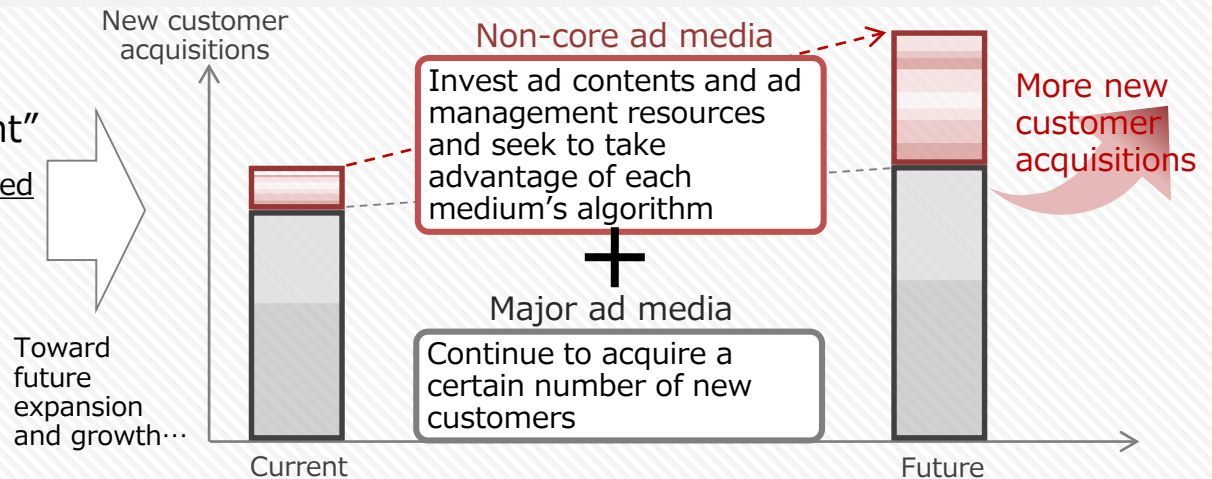 New customer
acquisitions
nt”
ed
Toward
future
expansion
and growth…
Non-core ad media
Invest ad contents and ad
management resources
and seek to take
advantage of each
medium’s algorithm
+
Major ad media
Continue to acquire a
certain number of new
customers
More new
customer
acquisitions
Current
Future